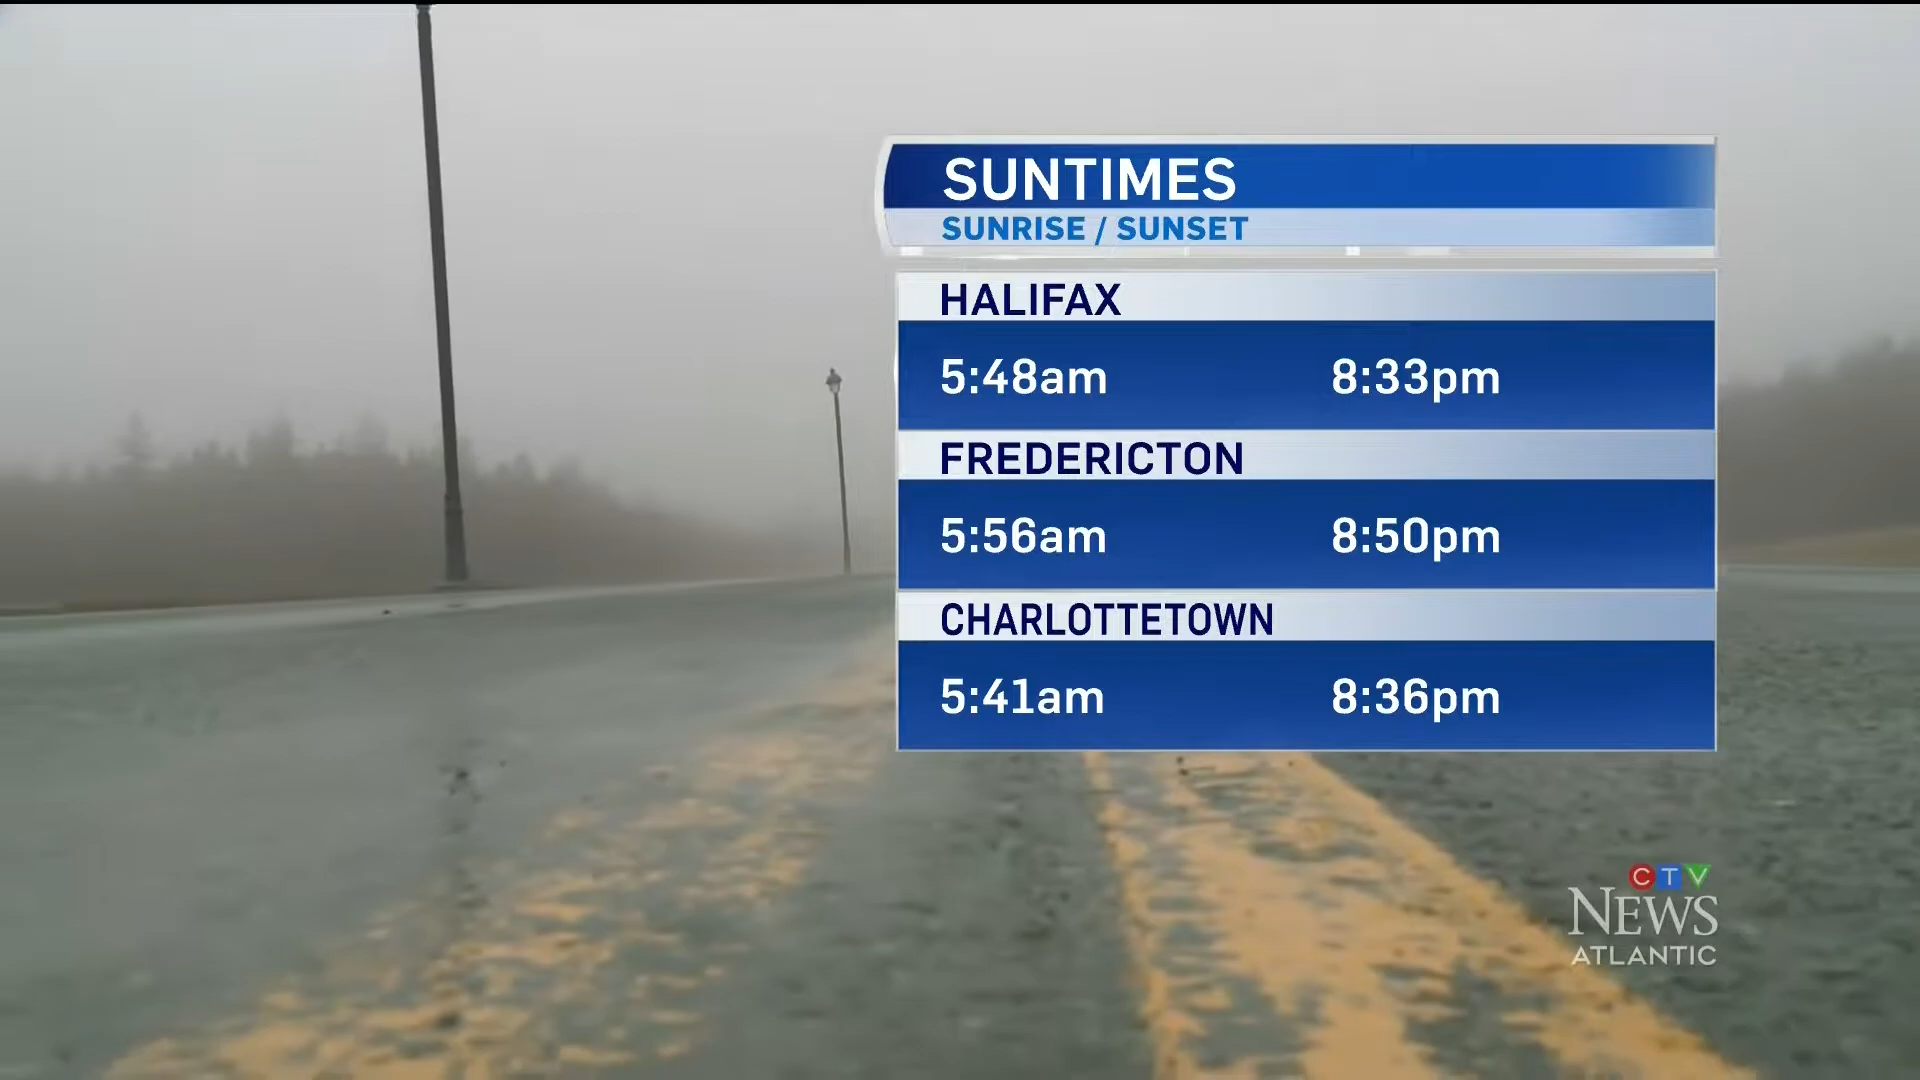 SUNTIMES
SUNRISE / SUNSET
HALIFAX
5:48am 8:33pm
FREDERICTON
5:56am 8:50pm
CHARLOTTETOWN
5:41am 8:36pm
CTV
NEWS
ATLANTIC